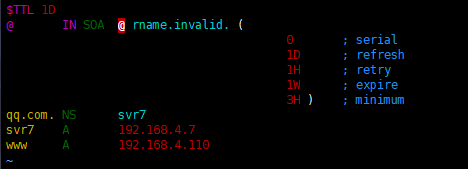 $TTL 1D
@ IN SOA @ rname.invalid. (
0 ; serial
1D ; refresh
1H ; retry
1W ; expire
3H ) ; minimum
qq.com. NS svr7
svr7 A 192.168.4.7
www A 192.168.4.110
~